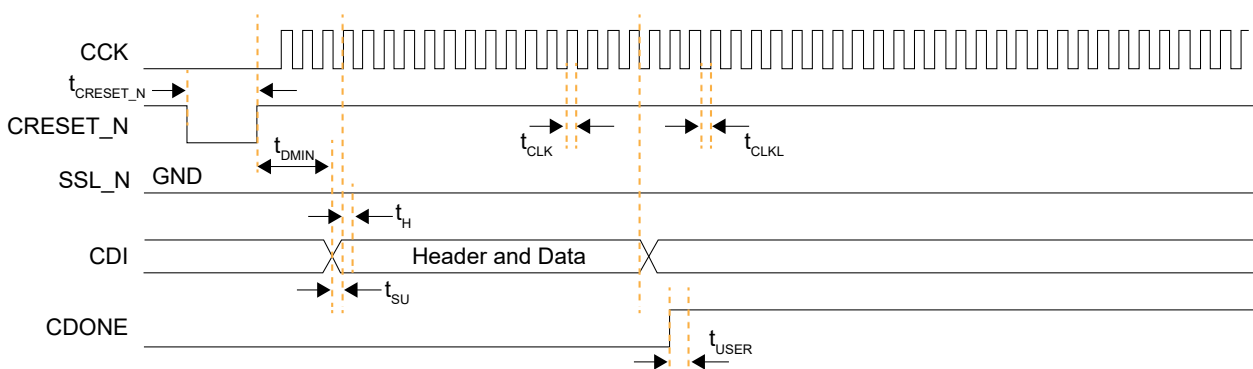 CCK
tCRESET_N
CRESET_N
tCLK
tCLKL
tDMIN
SSL_N GND
tH
CDI Header and Data
tSU
CDONE
tUSER